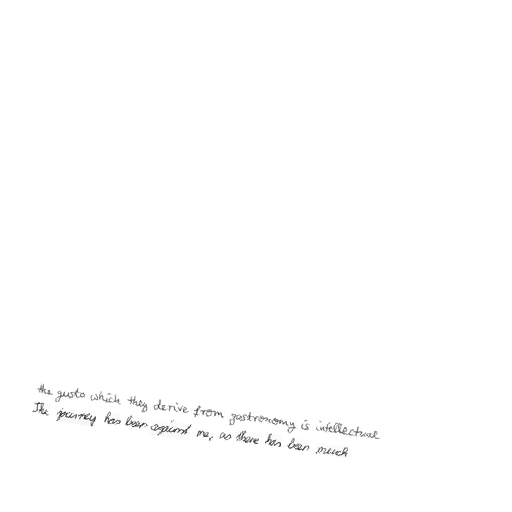 the gusto which they derive from gastronomy is intellectual
The journey has been against me, as there has been much